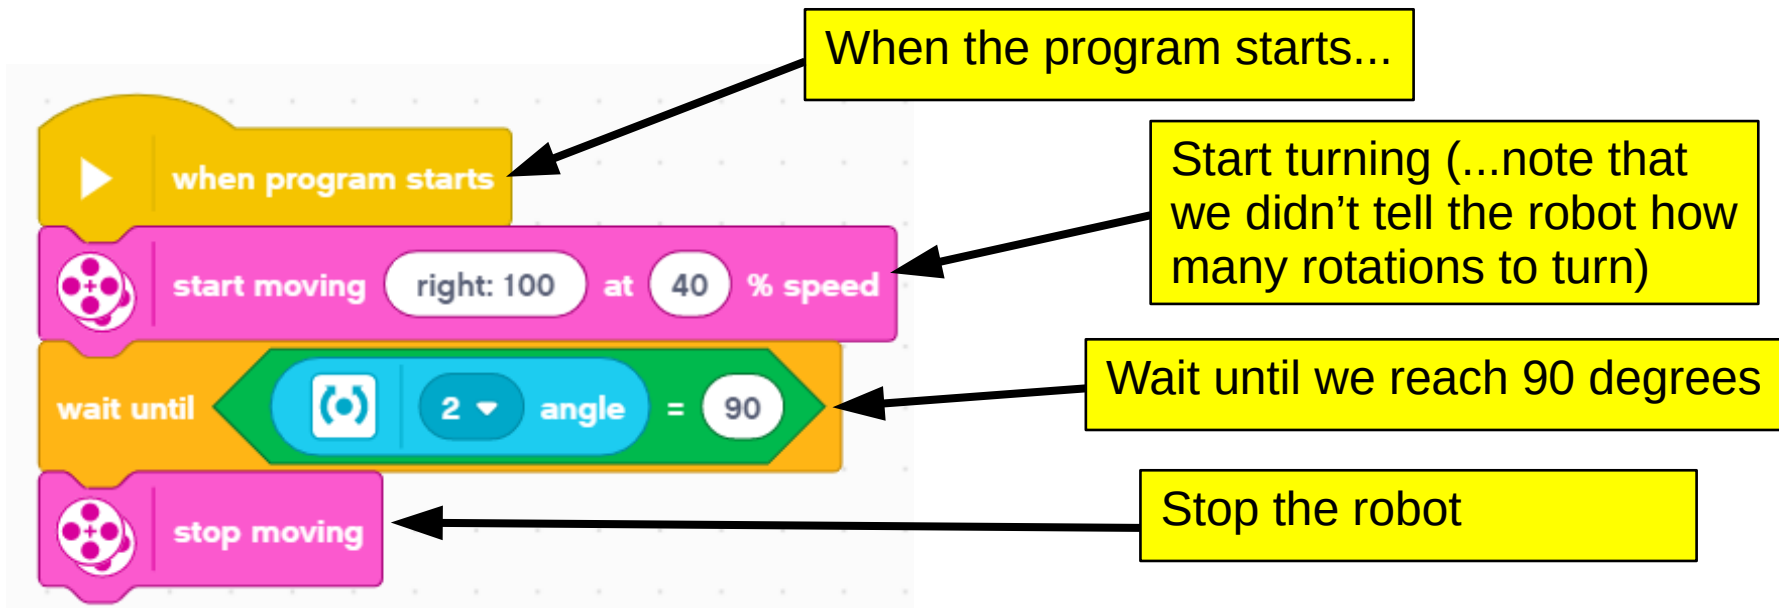 When the program starts...
when program starts
Start turning (...note that
we didn’t tell the robot how
many rotations to turn)
start moving right: 100 at 40 % speed
Wait until we reach 90 degrees
wait until 2 angle = 90
Stop the robot
stop moving